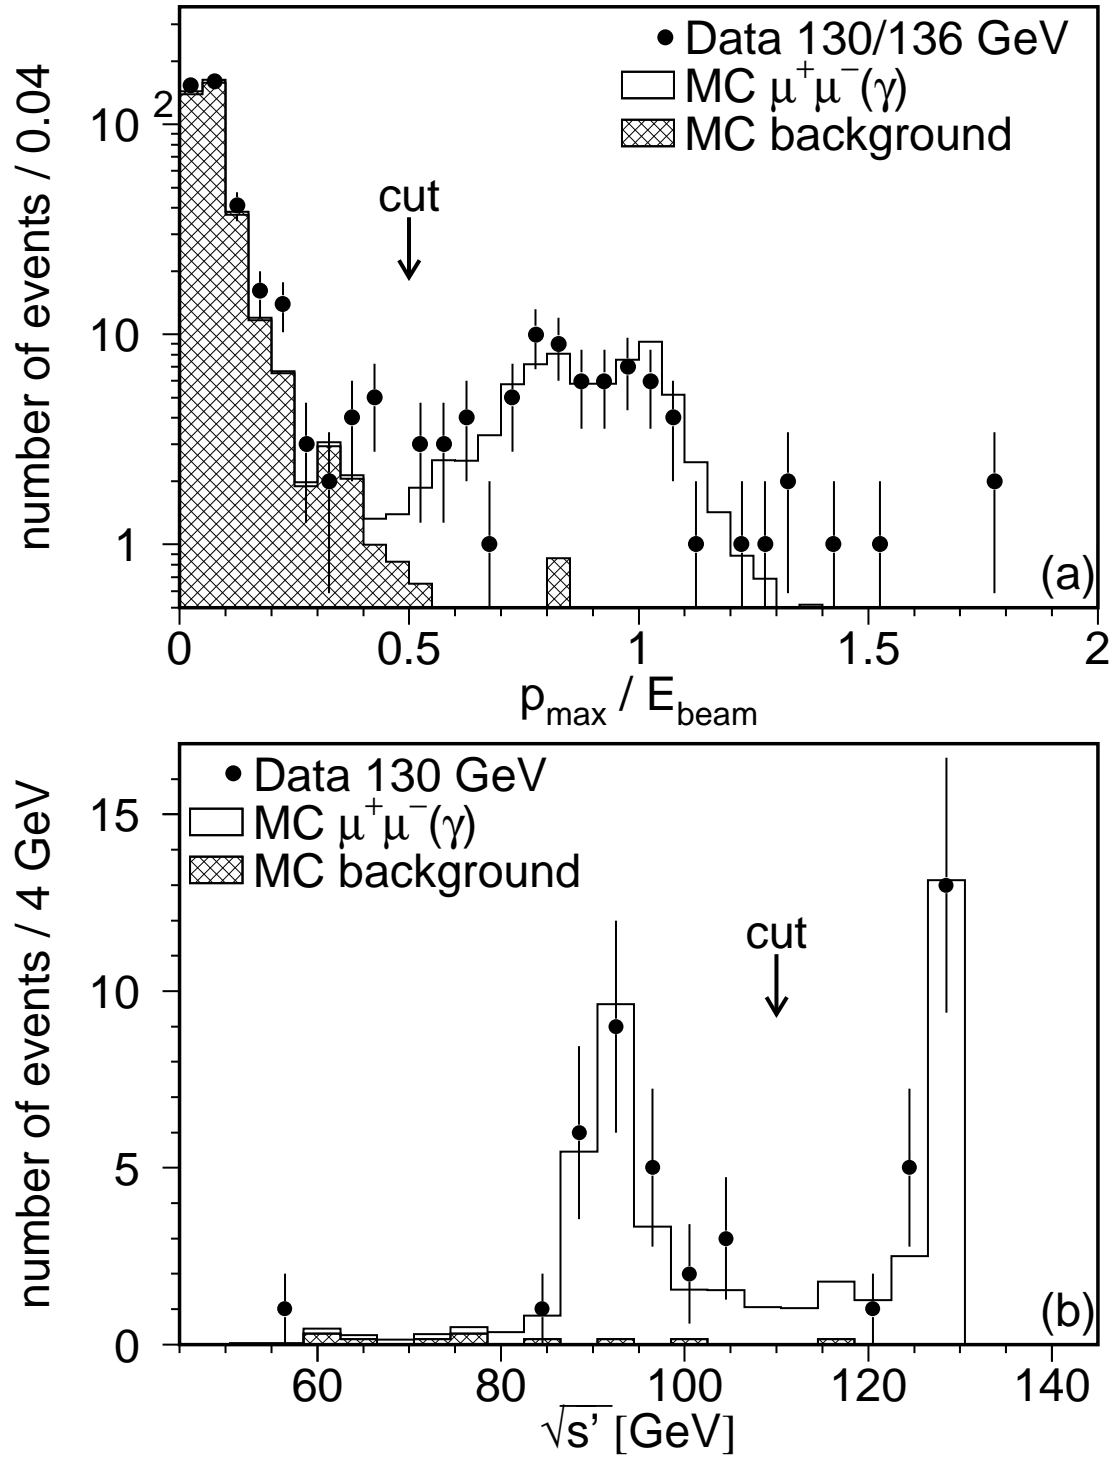 Data 130/136 GeV
MC μ⁺μ⁻(γ)
MC background
cut
number of events / 0.04
10²
10
1
(a)
0 0.5 1 1.5 2
p_max / E_beam
Data 130 GeV
MC μ⁺μ⁻(γ)
MC background
cut
number of events / 4 GeV
15
10
5
0
(b)
60 80 100 120 140
√s’ [GeV]